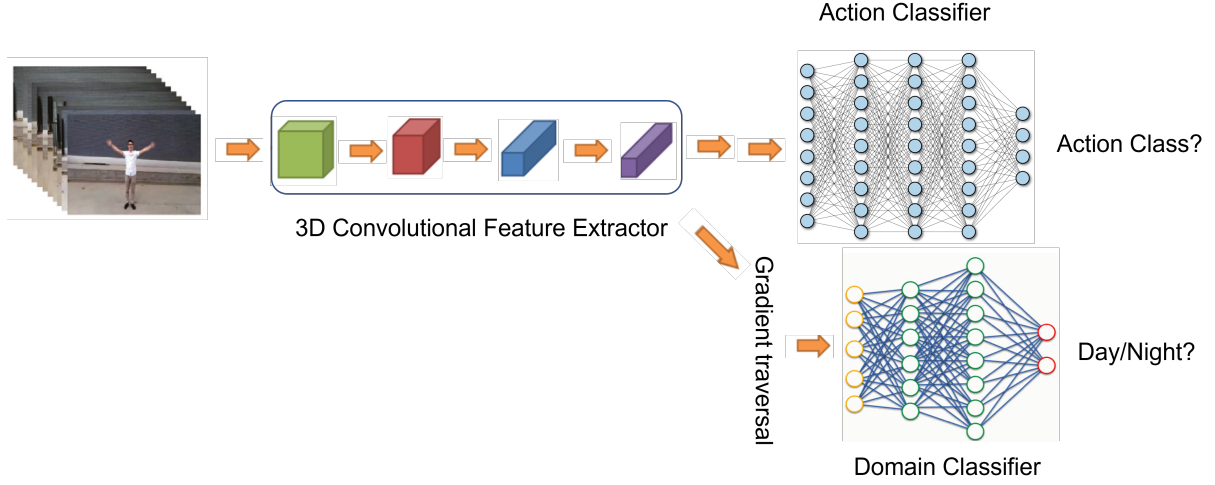 Action Classifier
Action Class?
3D Convolutional Feature Extractor
Gradient traversal
Day/Night?
Domain Classifier